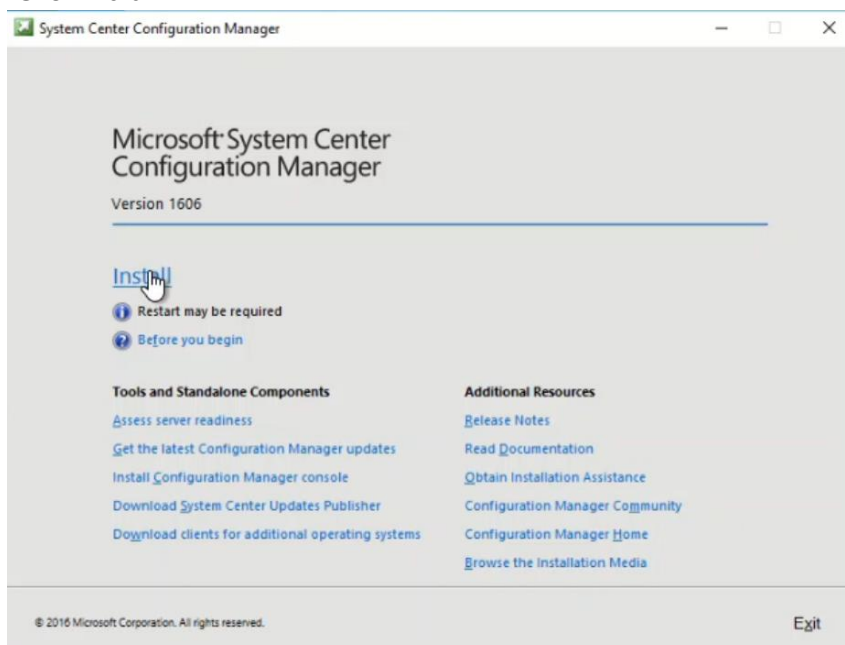 System Center Configuration Manager
Microsoft System Center
Configuration Manager
Version 1606
Install
Restart may be required
Before you begin
Tools and Standalone Components
Assess server readiness
Get the latest Configuration Manager updates
Install Configuration Manager console
Download System Center Updates Publisher
Download clients for additional operating systems
Additional Resources
Release Notes
Read Documentation
Obtain Installation Assistance
Configuration Manager Community
Configuration Manager Home
Browse the Installation Media
© 2016 Microsoft Corporation. All rights reserved.
Exit